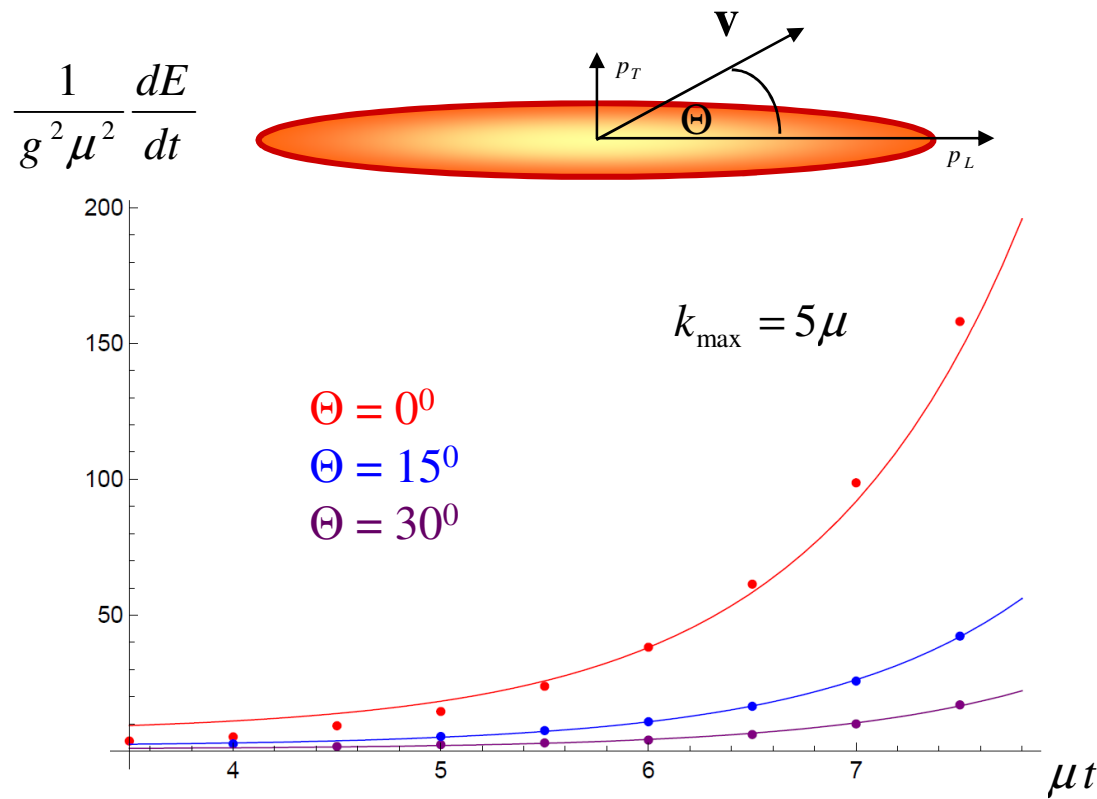 v
p_T
1/(g²μ²) dE/dt
Θ
p_L
200
k_max = 5μ
150
Θ = 0⁰
Θ = 15⁰
100
Θ = 30⁰
50
4 5 6 7
μt